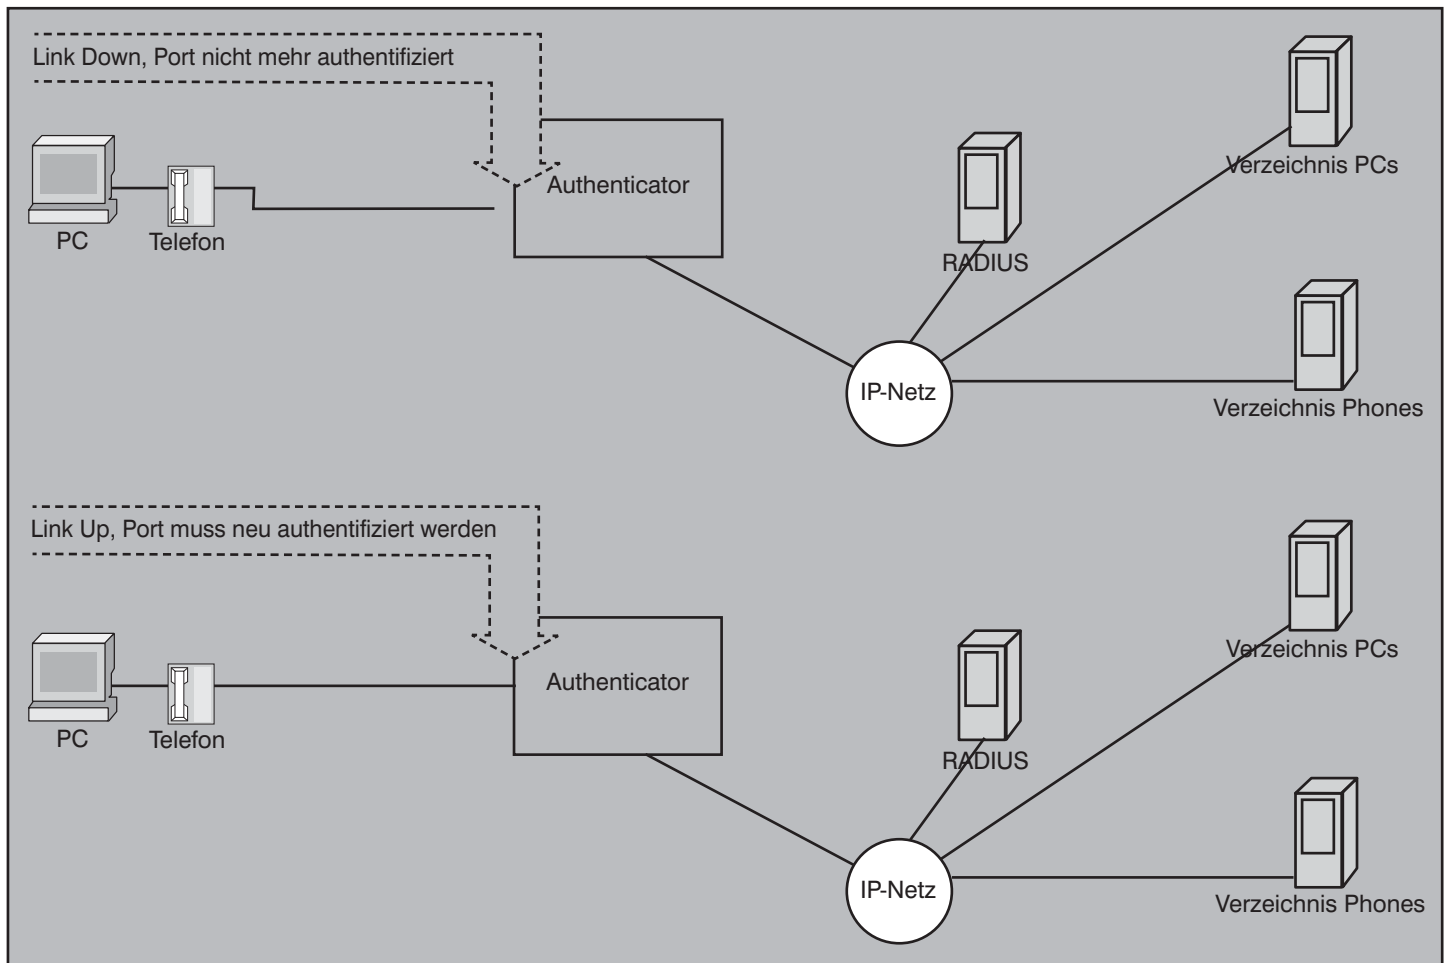 Link Down, Port nicht mehr authentifiziert
Authenticator
PC
Telefon
RADIUS
Verzeichnis PCs
IP-Netz
Verzeichnis Phones
Link Up, Port muss neu authentifiziert werden
Authenticator
PC
Telefon
RADIUS
Verzeichnis PCs
IP-Netz
Verzeichnis Phones